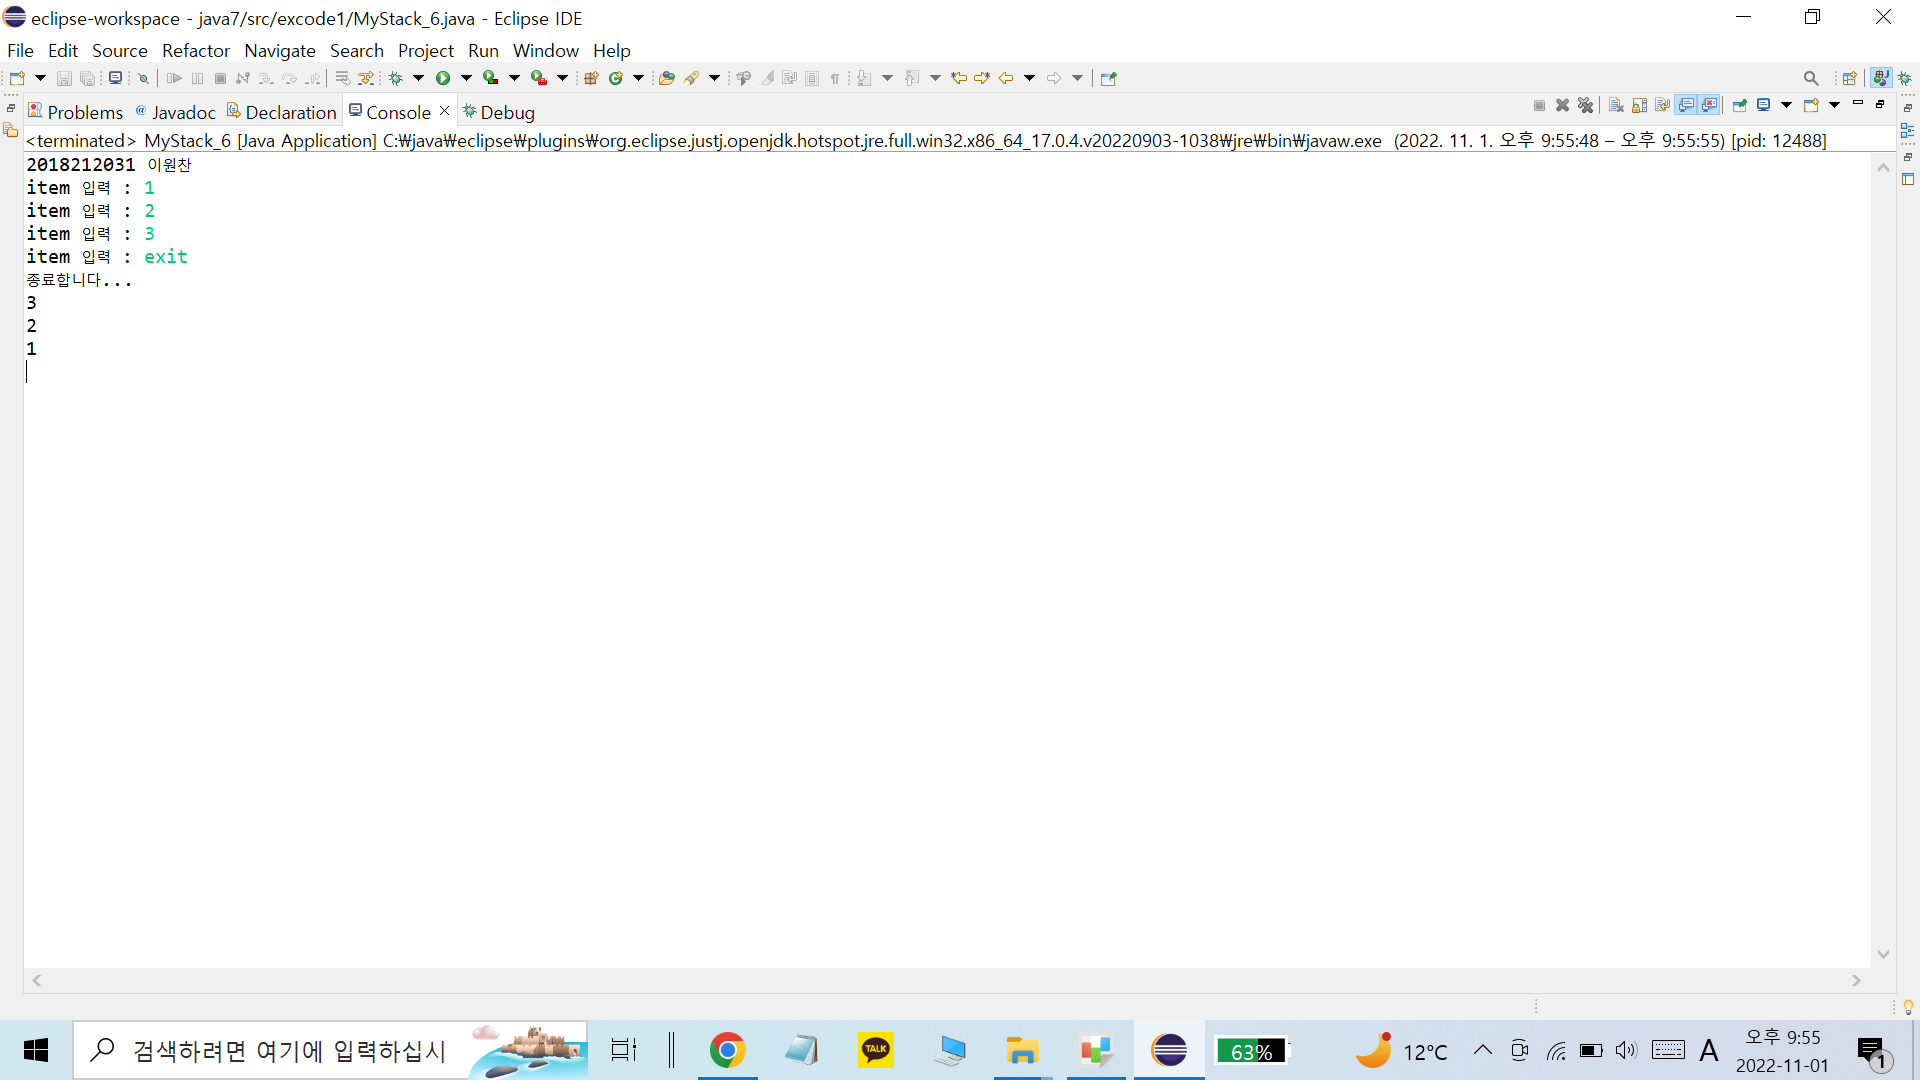 eclipse-workspace - java7/src/excode1/MyStack_6.java - Eclipse IDE
File Edit Source Refactor Navigate Search Project Run Window Help
Problems @ Javadoc Declaration Console Debug
<terminated> MyStack_6 [Java Application] C:₩java₩eclipse₩plugins₩org.eclipse.justj.openjdk.hotspot.jre.full.win32.x86_64_17.0.4.v20220903-1038₩jre₩bin₩javaw.exe (2022. 11. 1. 오후 9:55:48 – 오후 9:55:55) [pid: 12488]
2018212031 이원찬
item 입력 : 1
item 입력 : 2
item 입력 : 3
item 입력 : exit
종료합니다...
3
2
1
검색하려면 여기에 입력하십시
TALK
63%
12°C
A
오후 9:55
2022-11-01
1